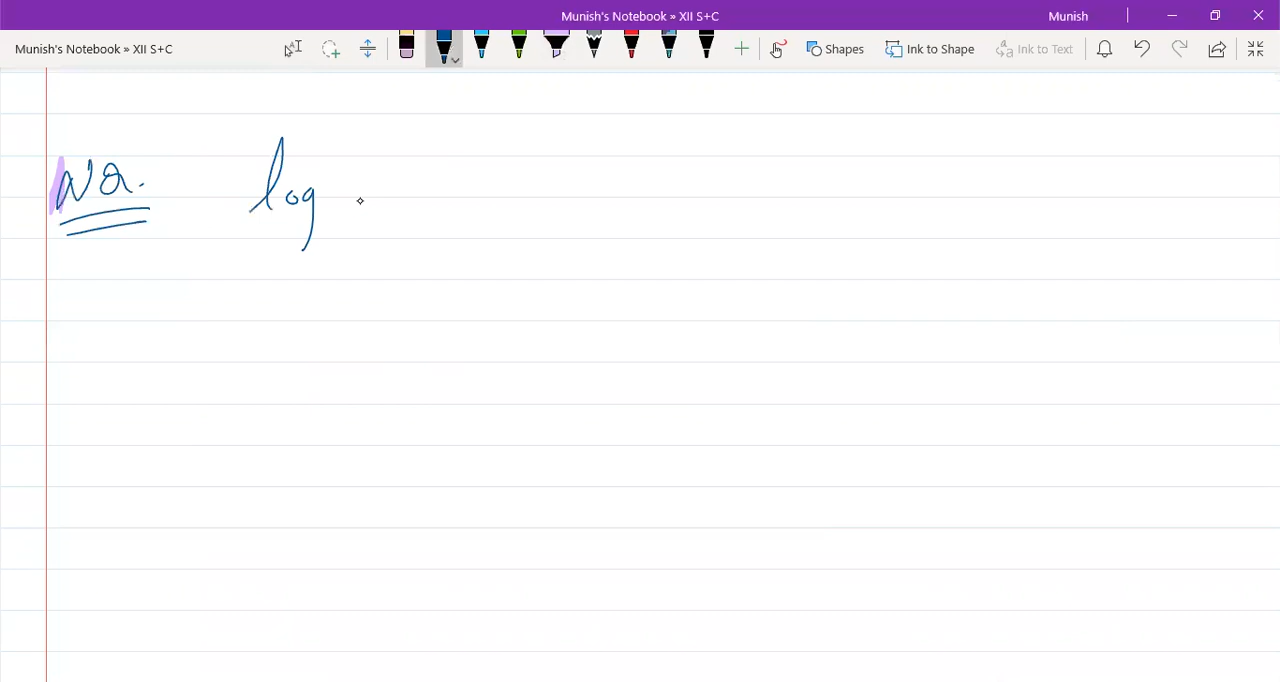 Munish's Notebook » XII S+C
Munish
Munish's Notebook » XII S+C
Shapes
Ink to Shape
Ink to Text
log